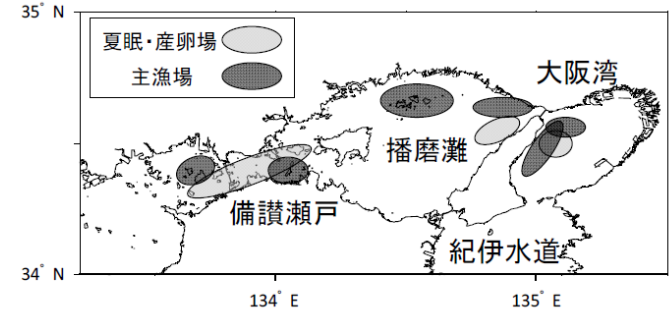 35° N
夏眠・産卵場
主漁場
大阪湾
播磨灘
備讃瀬戸
紀伊水道
34° N
134° E
135° E